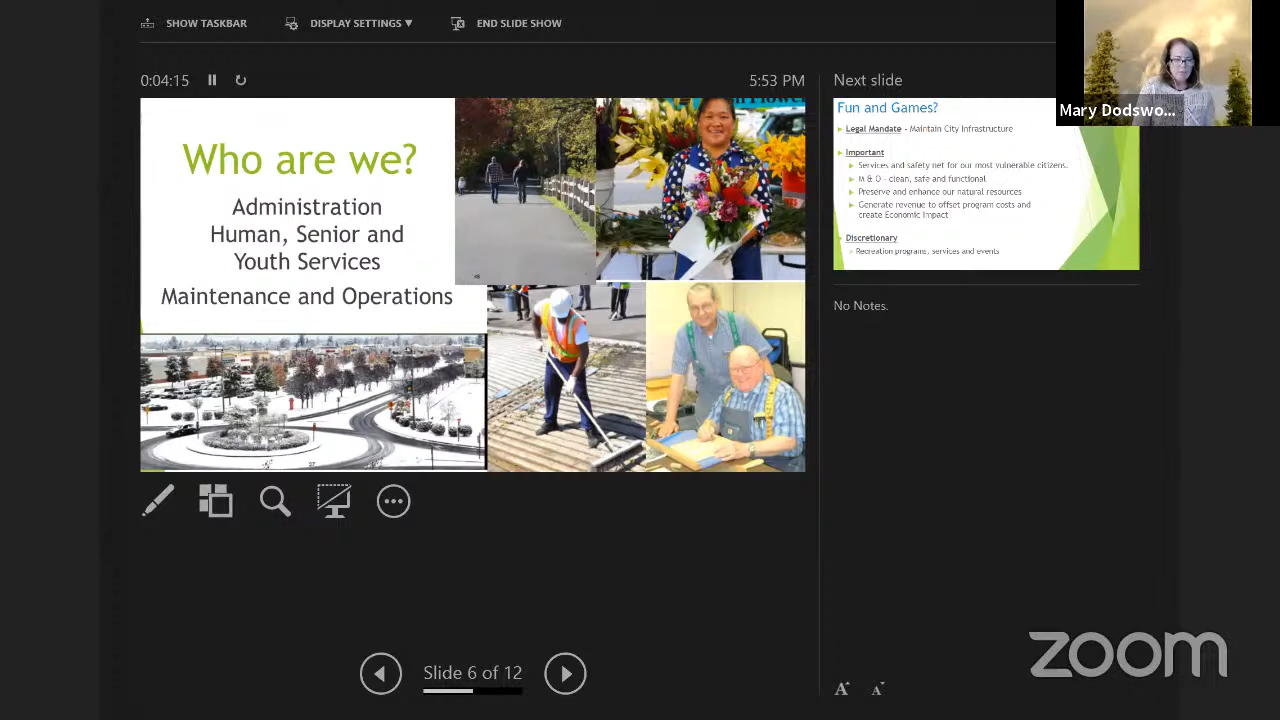 SHOW TASKBAR
DISPLAY SETTINGS ▼
END SLIDE SHOW
0:04:15
5:53 PM
Next slide
Mary Dodswo...
Who are we?
Administration
Human, Senior and
Youth Services
Maintenance and Operations
Fun and Games?
Legal Mandate - Maintain City Infrastructure
Important
Services and safety net for our most vulnerable citizens.
M & O - clean, safe and functional
Preserve and enhance our natural resources
Generate revenue to offset program costs and
create Economic Impact
Discretionary
Recreation programs, services and events
No Notes.
Slide 6 of 12
A A
zoom